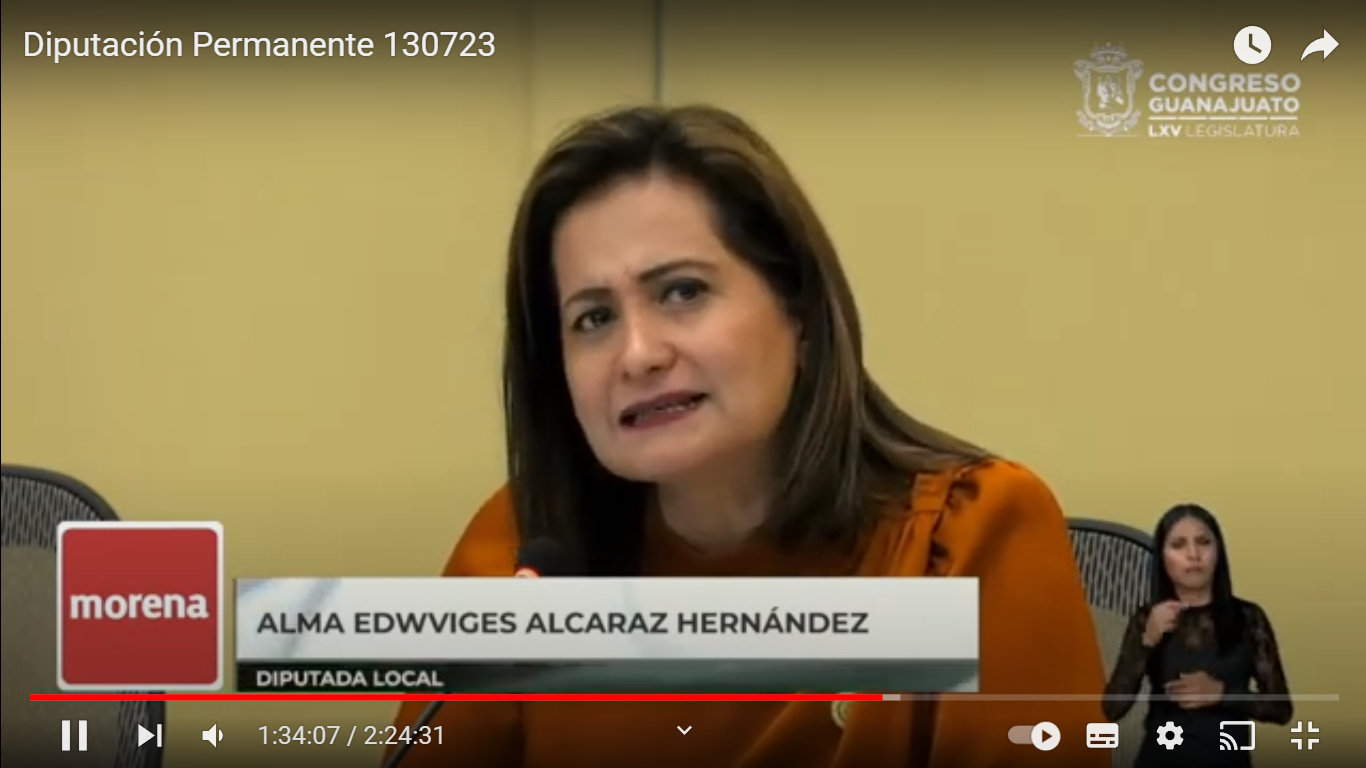 Diputación Permanente 130723
CONGRESO
GUANAJUATO
LXV LEGISLATURA
morena
ALMA EDWVIGES ALCARAZ HERNÁNDEZ
DIPUTADA LOCAL
1:34:07 / 2:24:31